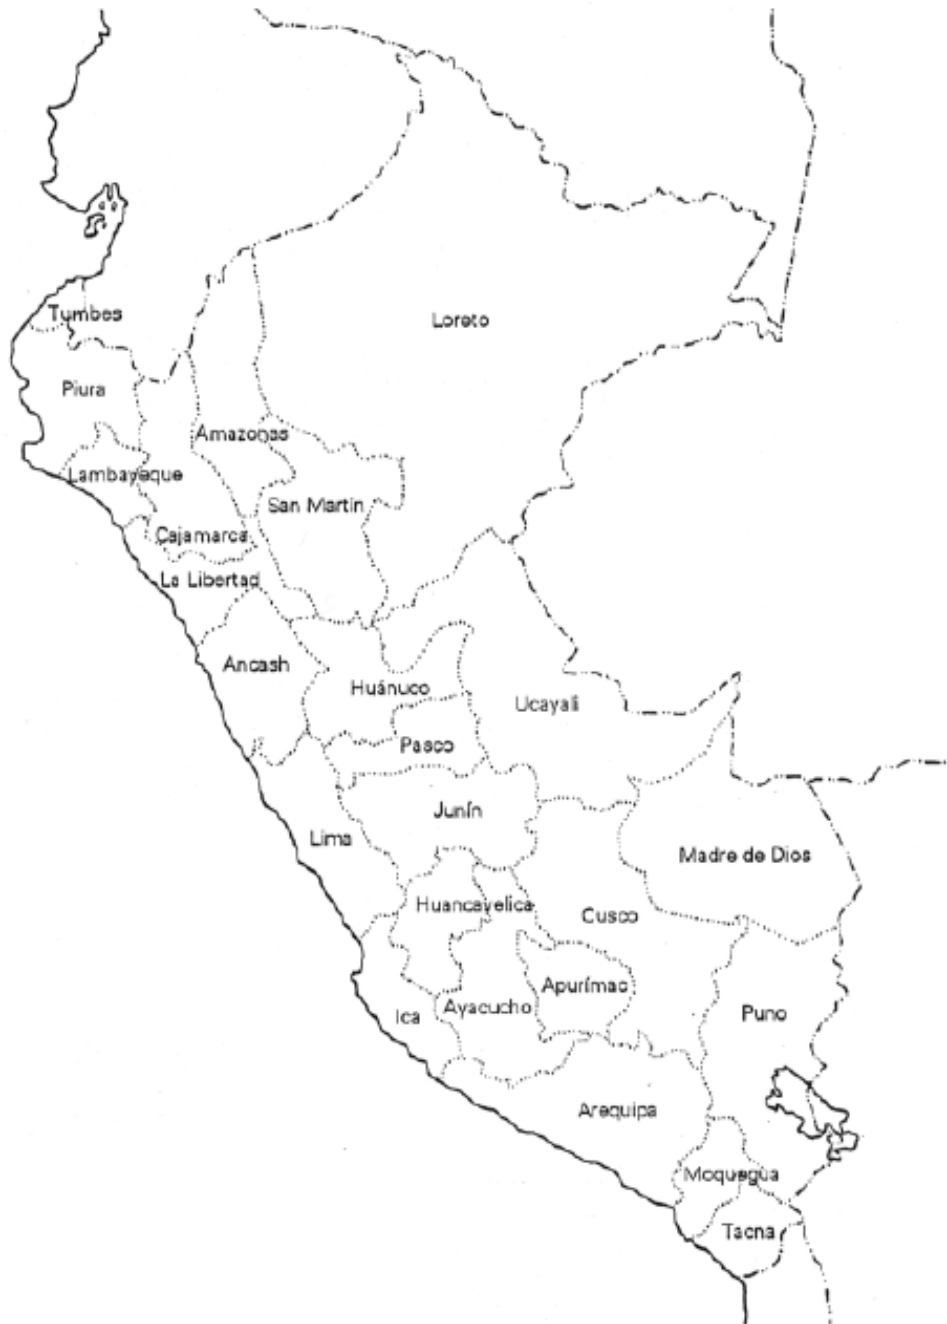 Tumbes
Loreto
Piura
Amazonas
Lambayeque
San Martín
Cajamarca
La Libertad
Ancash
Huánuco
Ucayali
Pasco
Junín
Lima
Madre de Dios
Huancavelica
Cusco
Apurímac
Ayacucho
Ica
Puno
Arequipa
Moquegua
Tacna